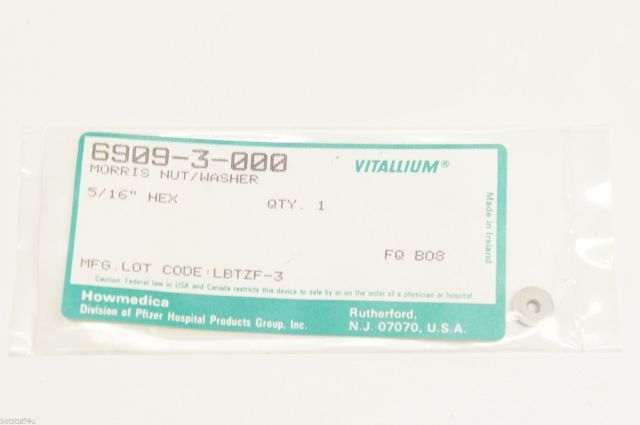 6909-3-000
VITALLIUM®
MORRIS NUT/WASHER
5/16" HEX
QTY. 1
Made in Ireland
FQ B08
MFG.LOT CODE:LBTZF-3
Caution: Federal law in USA and Canada restricts this device to sale by or on the order of a physician or hospital.
Howmedica
Division of Pfizer Hospital Products Group, Inc.
Rutherford,
N.J. 07070, U.S.A.
botstuff74u